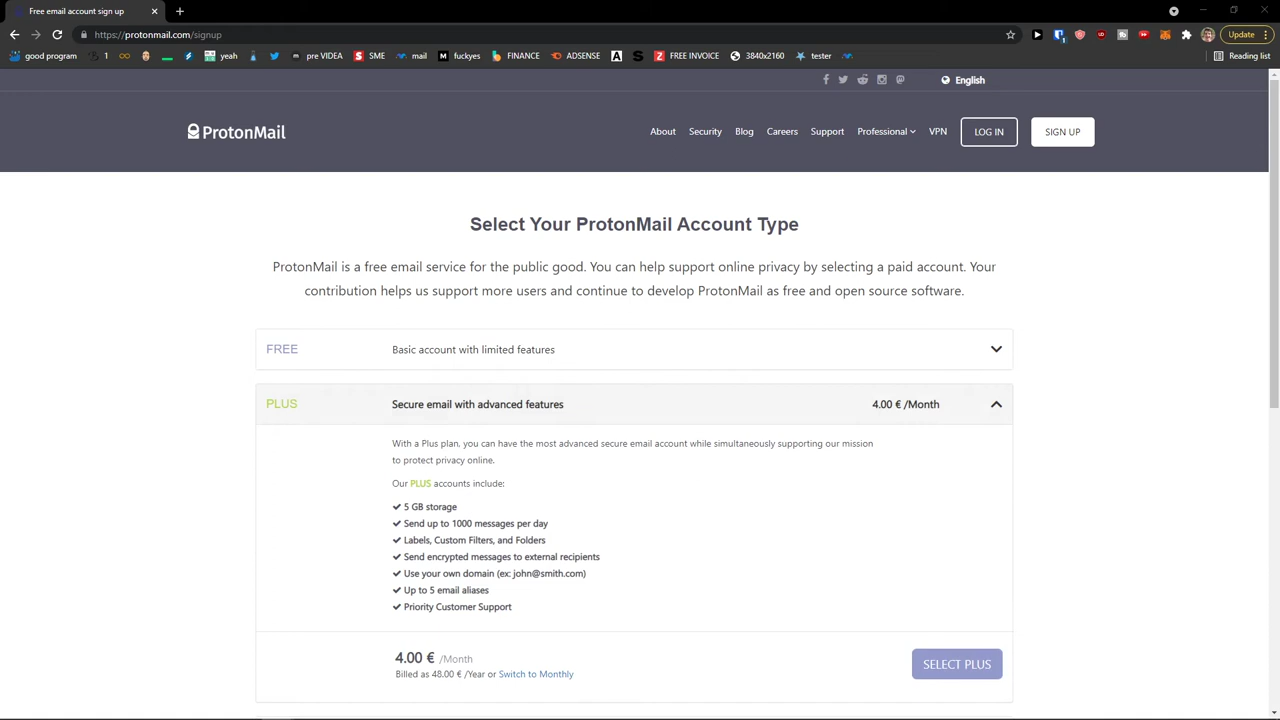 Free email account sign up
https://protonmail.com/signup
Update
good program
1
yeah
pre VIDEA
SME
mail
fuckyes
FINANCE
ADSENSE
FREE INVOICE
3840x2160
tester
Reading list
English
ProtonMail
About
Security
Blog
Careers
Support
Professional
VPN
LOG IN
SIGN UP
Select Your ProtonMail Account Type
ProtonMail is a free email service for the public good. You can help support online privacy by selecting a paid account. Your
contribution helps us support more users and continue to develop ProtonMail as free and open source software.
FREE
Basic account with limited features
PLUS
Secure email with advanced features
4.00 € /Month
With a Plus plan, you can have the most advanced secure email account while simultaneously supporting our mission
to protect privacy online.
Our PLUS accounts include:
5 GB storage
Send up to 1000 messages per day
Labels, Custom Filters, and Folders
Send encrypted messages to external recipients
Use your own domain (ex: john@smith.com)
Up to 5 email aliases
Priority Customer Support
4.00 € /Month
Billed as 48.00 € /Year or Switch to Monthly
SELECT PLUS